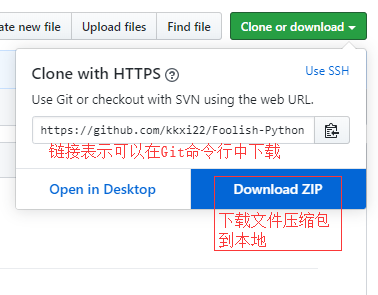 ate new file Upload files Find file Clone or download
Clone with HTTPS Use SSH
Use Git or checkout with SVN using the web URL.
https://github.com/kkxi22/Foolish-Python
链接表示可以在Git命令行中下载
Open in Desktop Download ZIP
下载文件压缩包
到本地